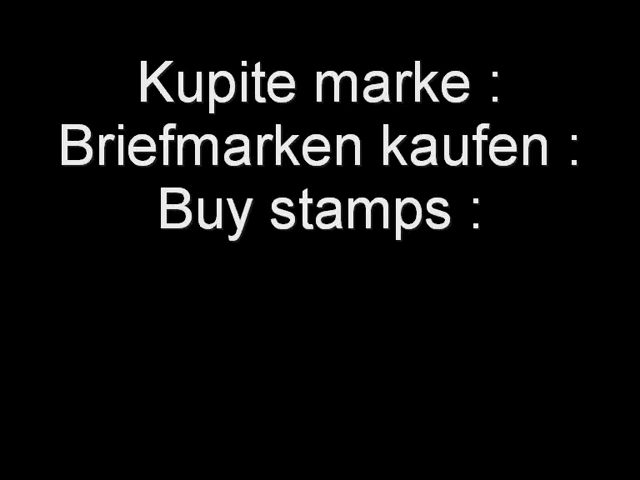 Kupite marke :
Briefmarken kaufen :
Buy stamps :